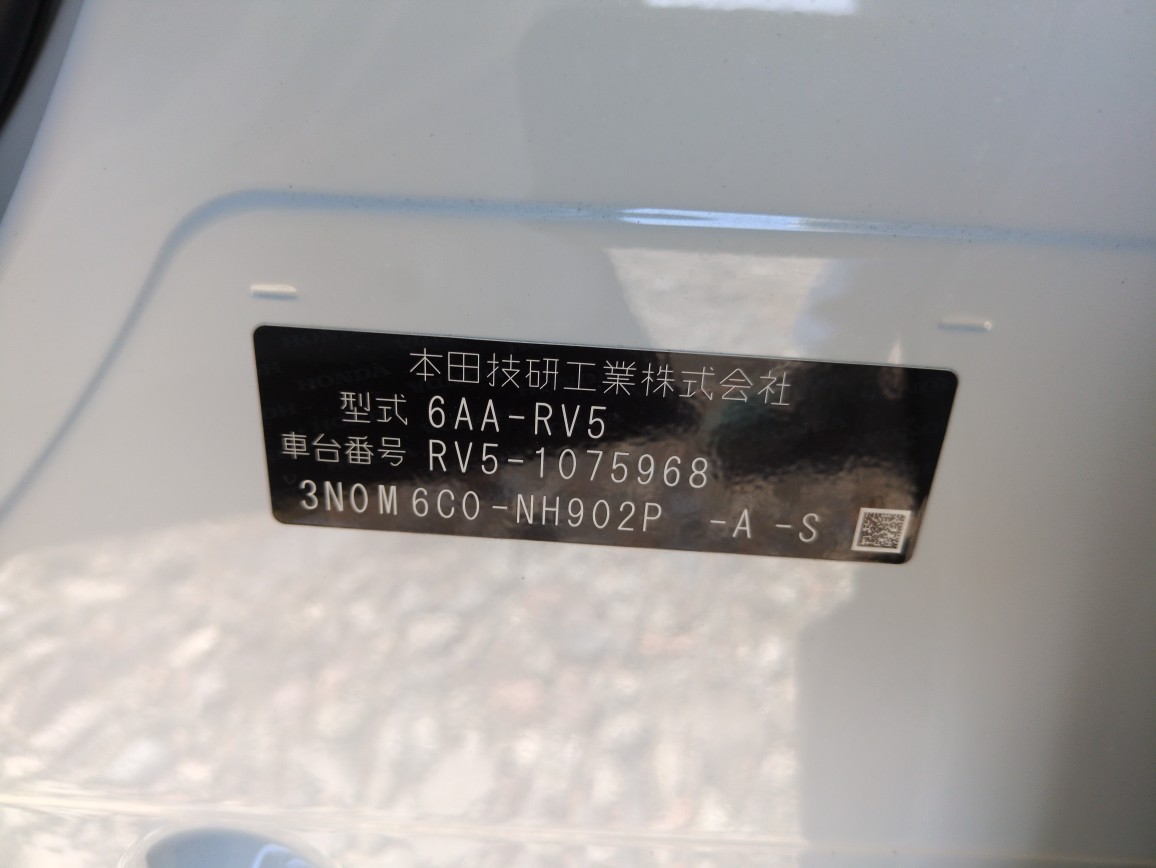 本田技研工業株式会社
型式 6AA-RV5
車台番号 RV5-1075968
3N0M6C0-NH902P -A -S